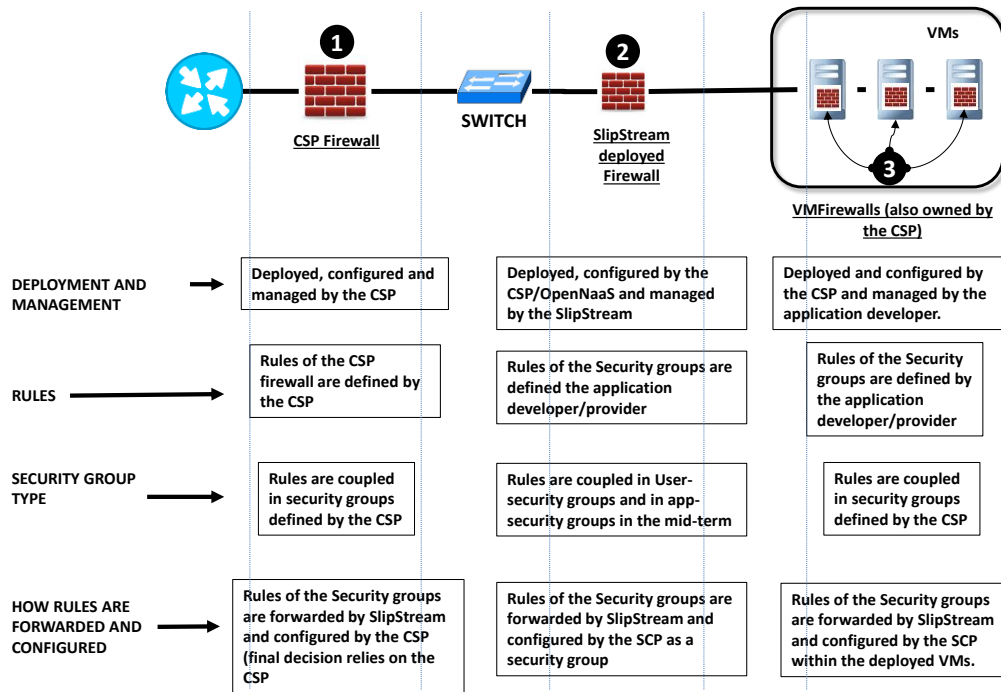 1
2
VMs
SWITCH
CSP Firewall
SlipStream
deployed
Firewall
3
VMFirewalls (also owned by
the CSP)
DEPLOYMENT AND
MANAGEMENT
Deployed, configured and
managed by the CSP
Deployed, configured by the
CSP/OpenNaaS and managed
by the SlipStream
Deployed and configured by
the CSP and managed by the
application developer.
RULES
Rules of the CSP
firewall are defined by
the CSP
Rules of the Security groups are
defined the application
developer/provider
Rules of the Security
groups are defined by
the application
developer/provider
SECURITY GROUP
TYPE
Rules are coupled
in security groups
defined by the CSP
Rules are coupled in User-
security groups and in app-
security groups in the mid-term
Rules are coupled
in security groups
defined by the CSP
HOW RULES ARE
FORWARDED AND
CONFIGURED
Rules of the Security groups
are forwarded by SlipStream
and configured by the CSP
(final decision relies on the
CSP
Rules of the Security groups are
forwarded by SlipStream and
configured by the SCP as a
security group
Rules of the Security groups
are forwarded by SlipStream
and configured by the SCP
within the deployed VMs.